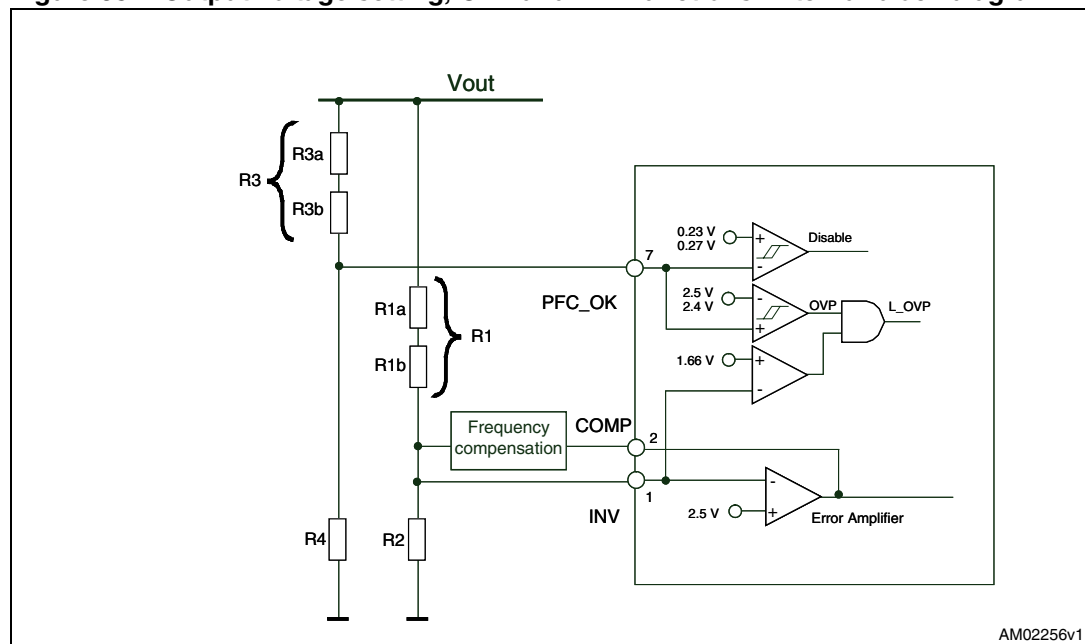 Vout
R3a
R3
R3b
0.23 V
0.27 V
Disable
7
PFC_OK
2.5 V
2.4 V
OVP
L_OVP
R1a
R1
R1b
1.66 V
Frequency
compensation
COMP
2
1
INV
2.5 V
Error Amplifier
R4
R2
AM02256v1